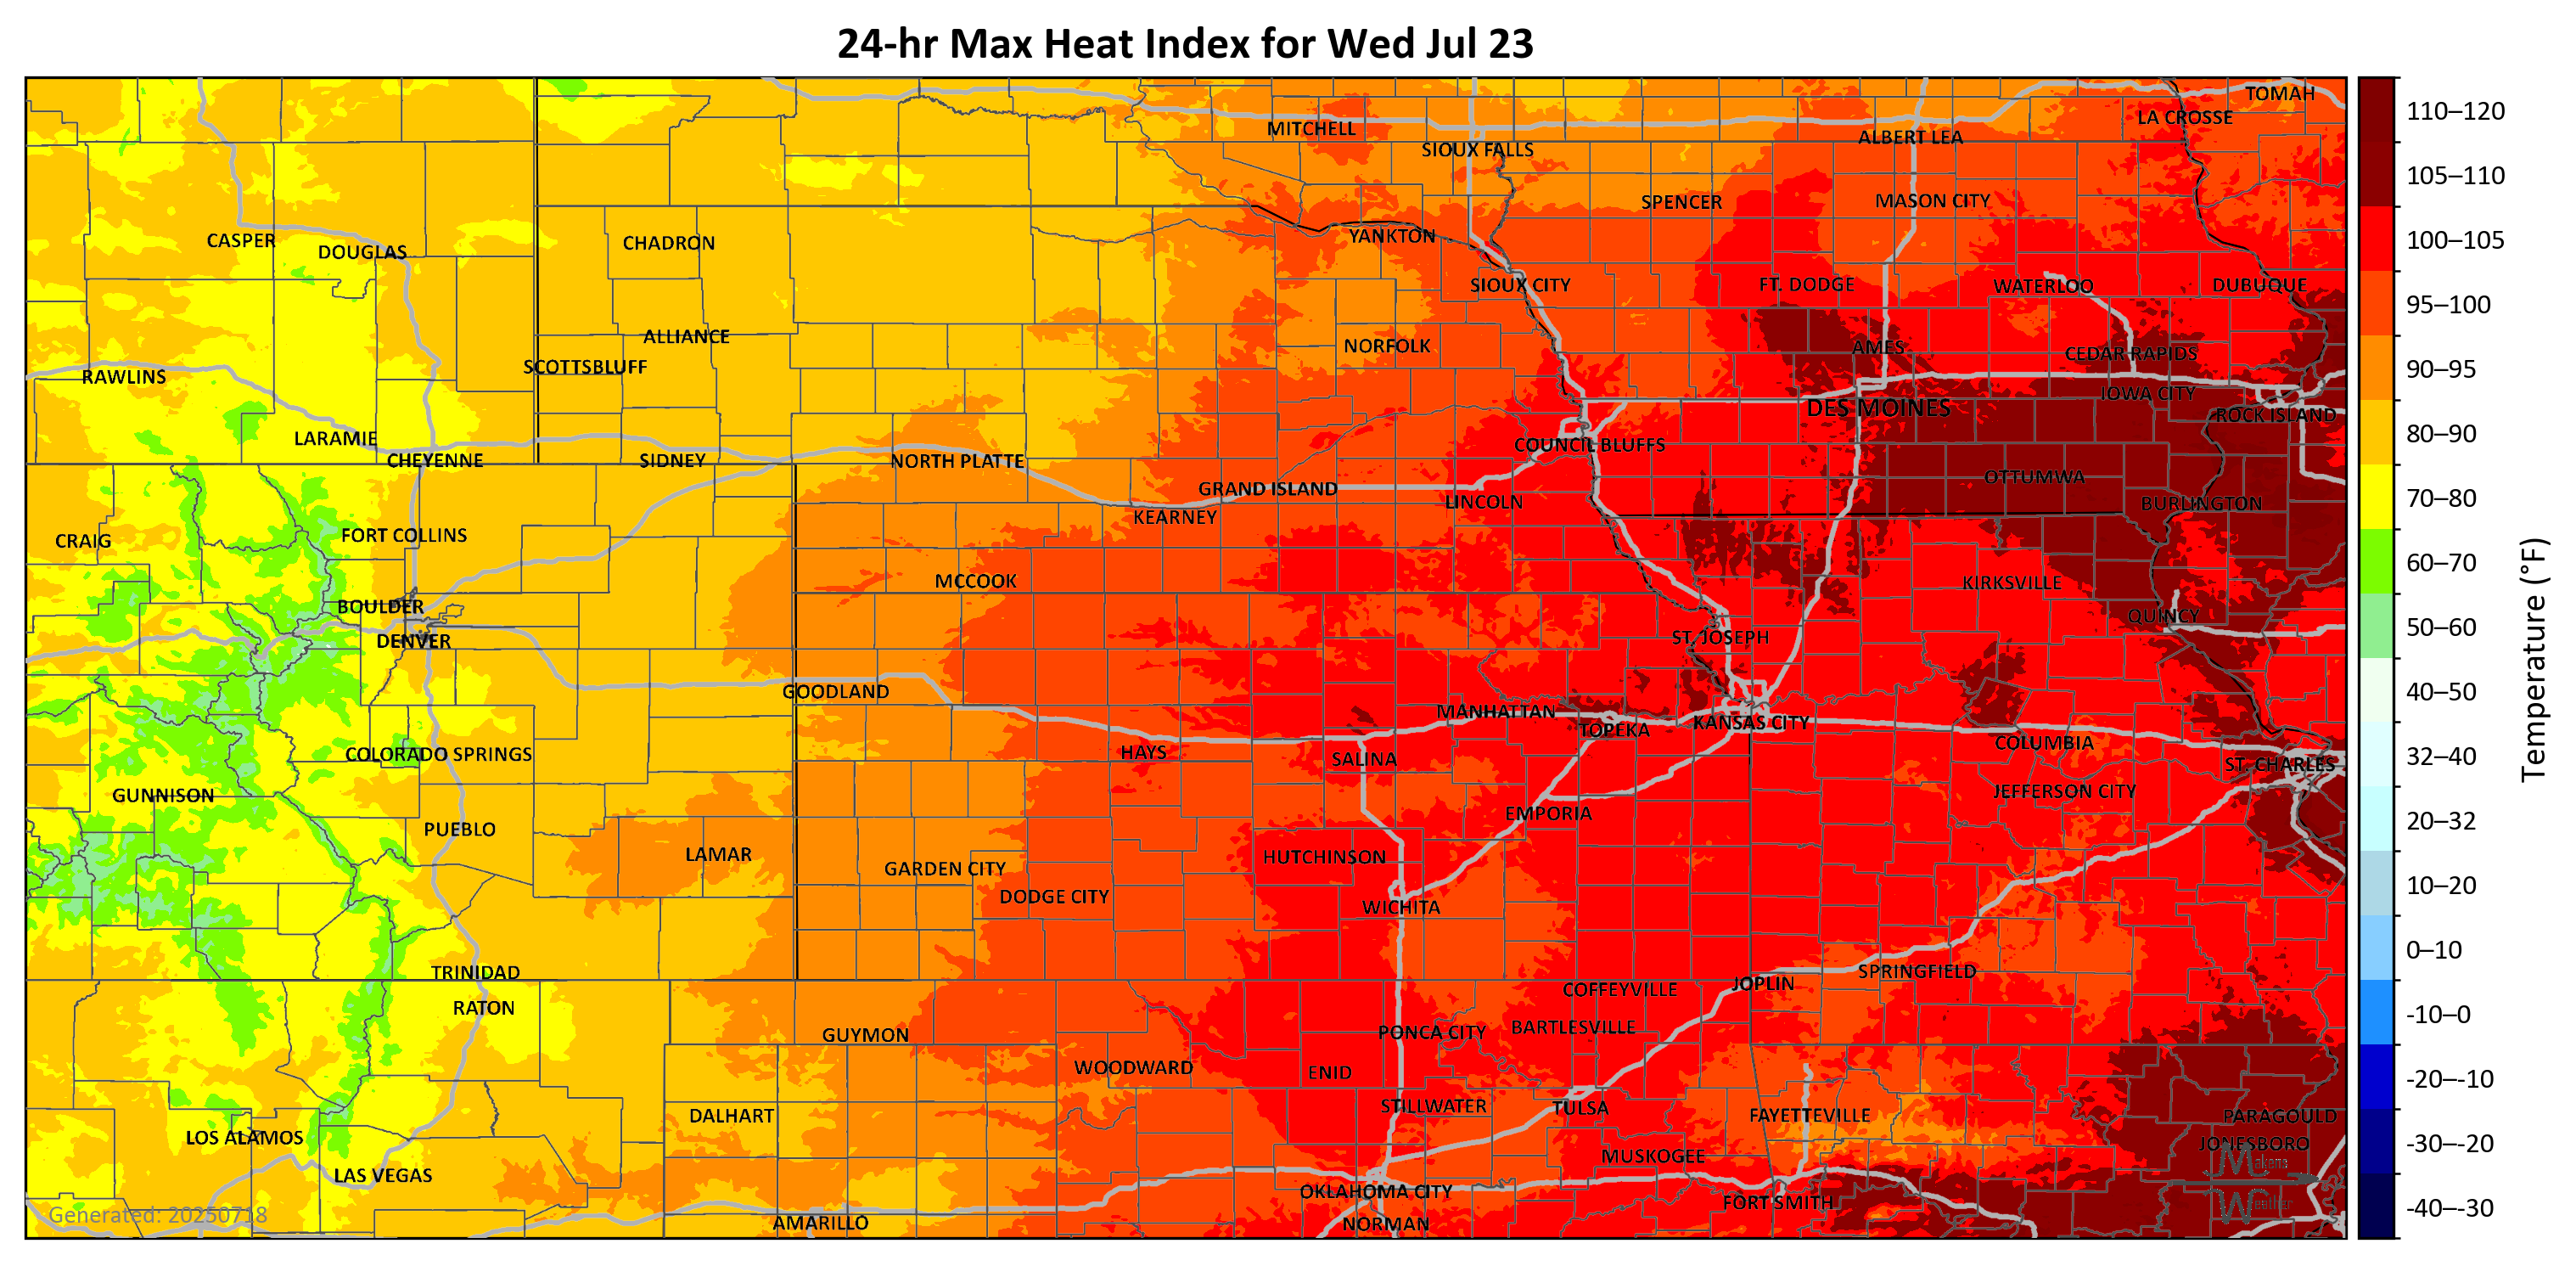 24-hr Max Heat Index for Wed Jul 23
TOMAH
LA CROSSE
MITCHELL
ALBERT LEA
SIOUX FALLS
SPENCER
MASON CITY
YANKTON
CASPER
CHADRON
DOUGLAS
SIOUX CITY
FT. DODGE
WATERLOO
DUBUQUE
ALLIANCE
NORFOLK
AMES
CEDAR RAPIDS
SCOTTSBLUFF
RAWLINS
IOWA CITY
DES MOINES
ROCK ISLAND
LARAMIE
COUNCIL BLUFFS
CHEYENNE
SIDNEY
NORTH PLATTE
OTTUMWA
GRAND ISLAND
LINCOLN
BURLINGTON
KEARNEY
FORT COLLINS
CRAIG
MCCOOK
KIRKSVILLE
BOULDER
QUINCY
DENVER
ST. JOSEPH
GOODLAND
MANHATTAN
KANSAS CITY
TOPEKA
COLUMBIA
COLORADO SPRINGS
HAYS
SALINA
ST. CHARLES
GUNNISON
JEFFERSON CITY
EMPORIA
PUEBLO
LAMAR
HUTCHINSON
GARDEN CITY
DODGE CITY
WICHITA
TRINIDAD
SPRINGFIELD
JOPLIN
COFFEYVILLE
RATON
BARTLESVILLE
PONCA CITY
GUYMON
WOODWARD
ENID
STILLWATER
TULSA
DALHART
FAYETTEVILLE
PARAGOULD
LOS ALAMOS
JONESBORO
MUSKOGEE
LAS VEGAS
OKLAHOMA CITY
FORT SMITH
AMARILLO
NORMAN
Makens
Weather
Generated: 20250718
110–120
105–110
100–105
95–100
90–95
80–90
70–80
60–70
50–60
40–50
32–40
20–32
10–20
0–10
-10–0
-20–-10
-30–-20
-40–-30
Temperature (°F)